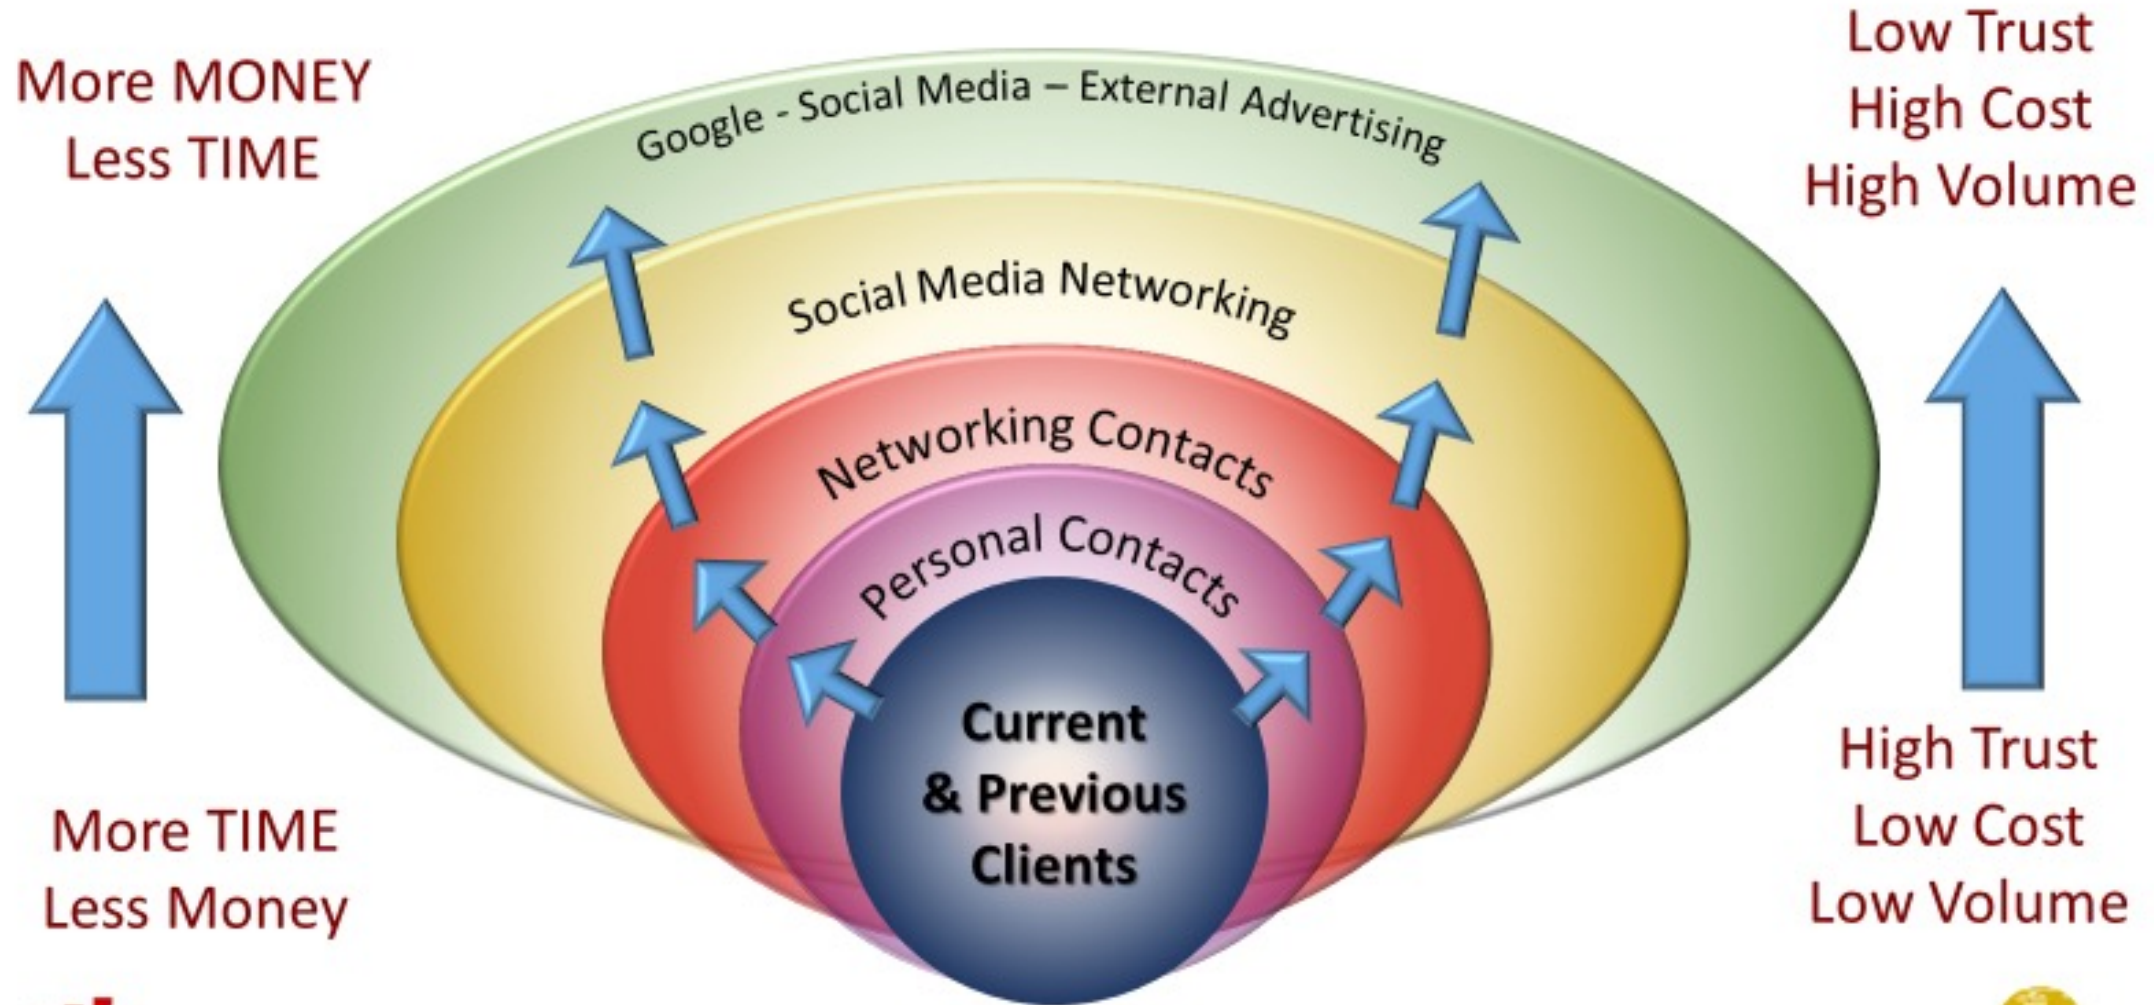 More MONEY
Less TIME
Low Trust
High Cost
High Volume
Google - Social Media – External Advertising
Social Media Networking
Networking Contacts
Personal Contacts
Current
& Previous
Clients
More TIME
Less Money
High Trust
Low Cost
Low Volume